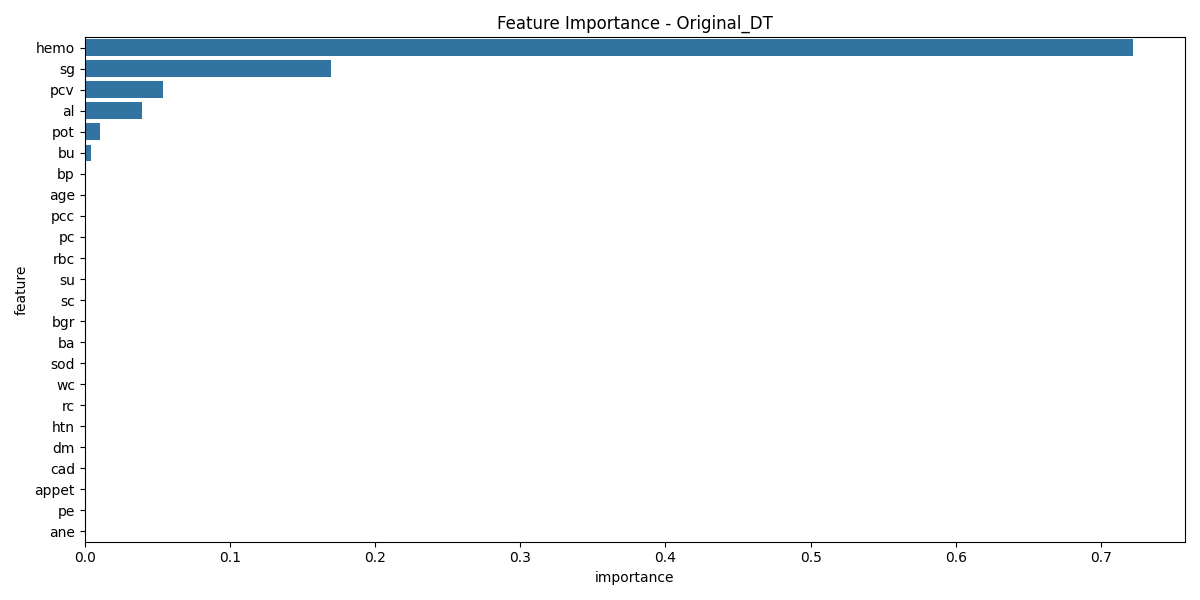 Feature Importance - Original_DT
hemo
sg
pcv
al
pot
bu
bp
age
pcc
pc
rbc
su
sc
bgr
ba
sod
wc
rc
htn
dm
cad
appet
pe
ane
feature
0.0 0.1 0.2 0.3 0.4 0.5 0.6 0.7
importance